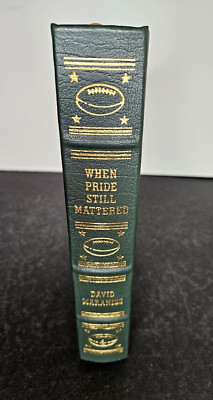 WHEN
PRIDE
STILL
MATTERED
DAVID
MARANISS